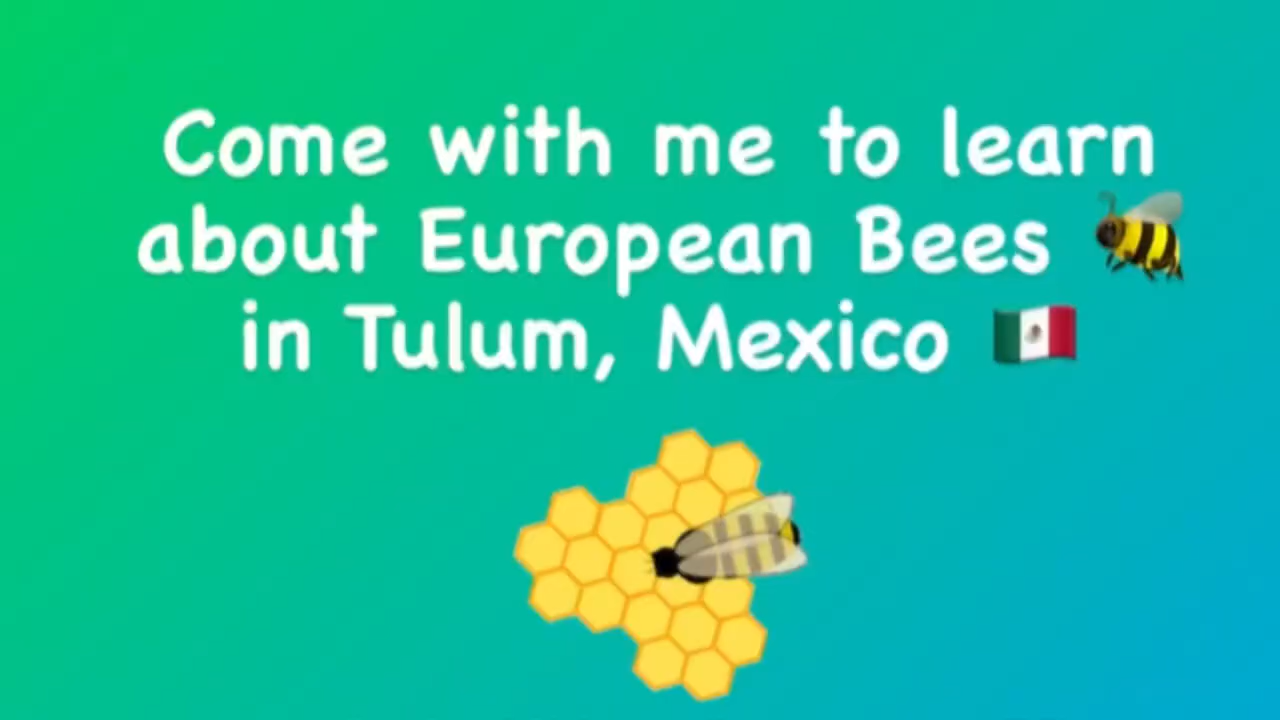 Come with me to learn
about European Bees 🐝
in Tulum, Mexico 🇲🇽